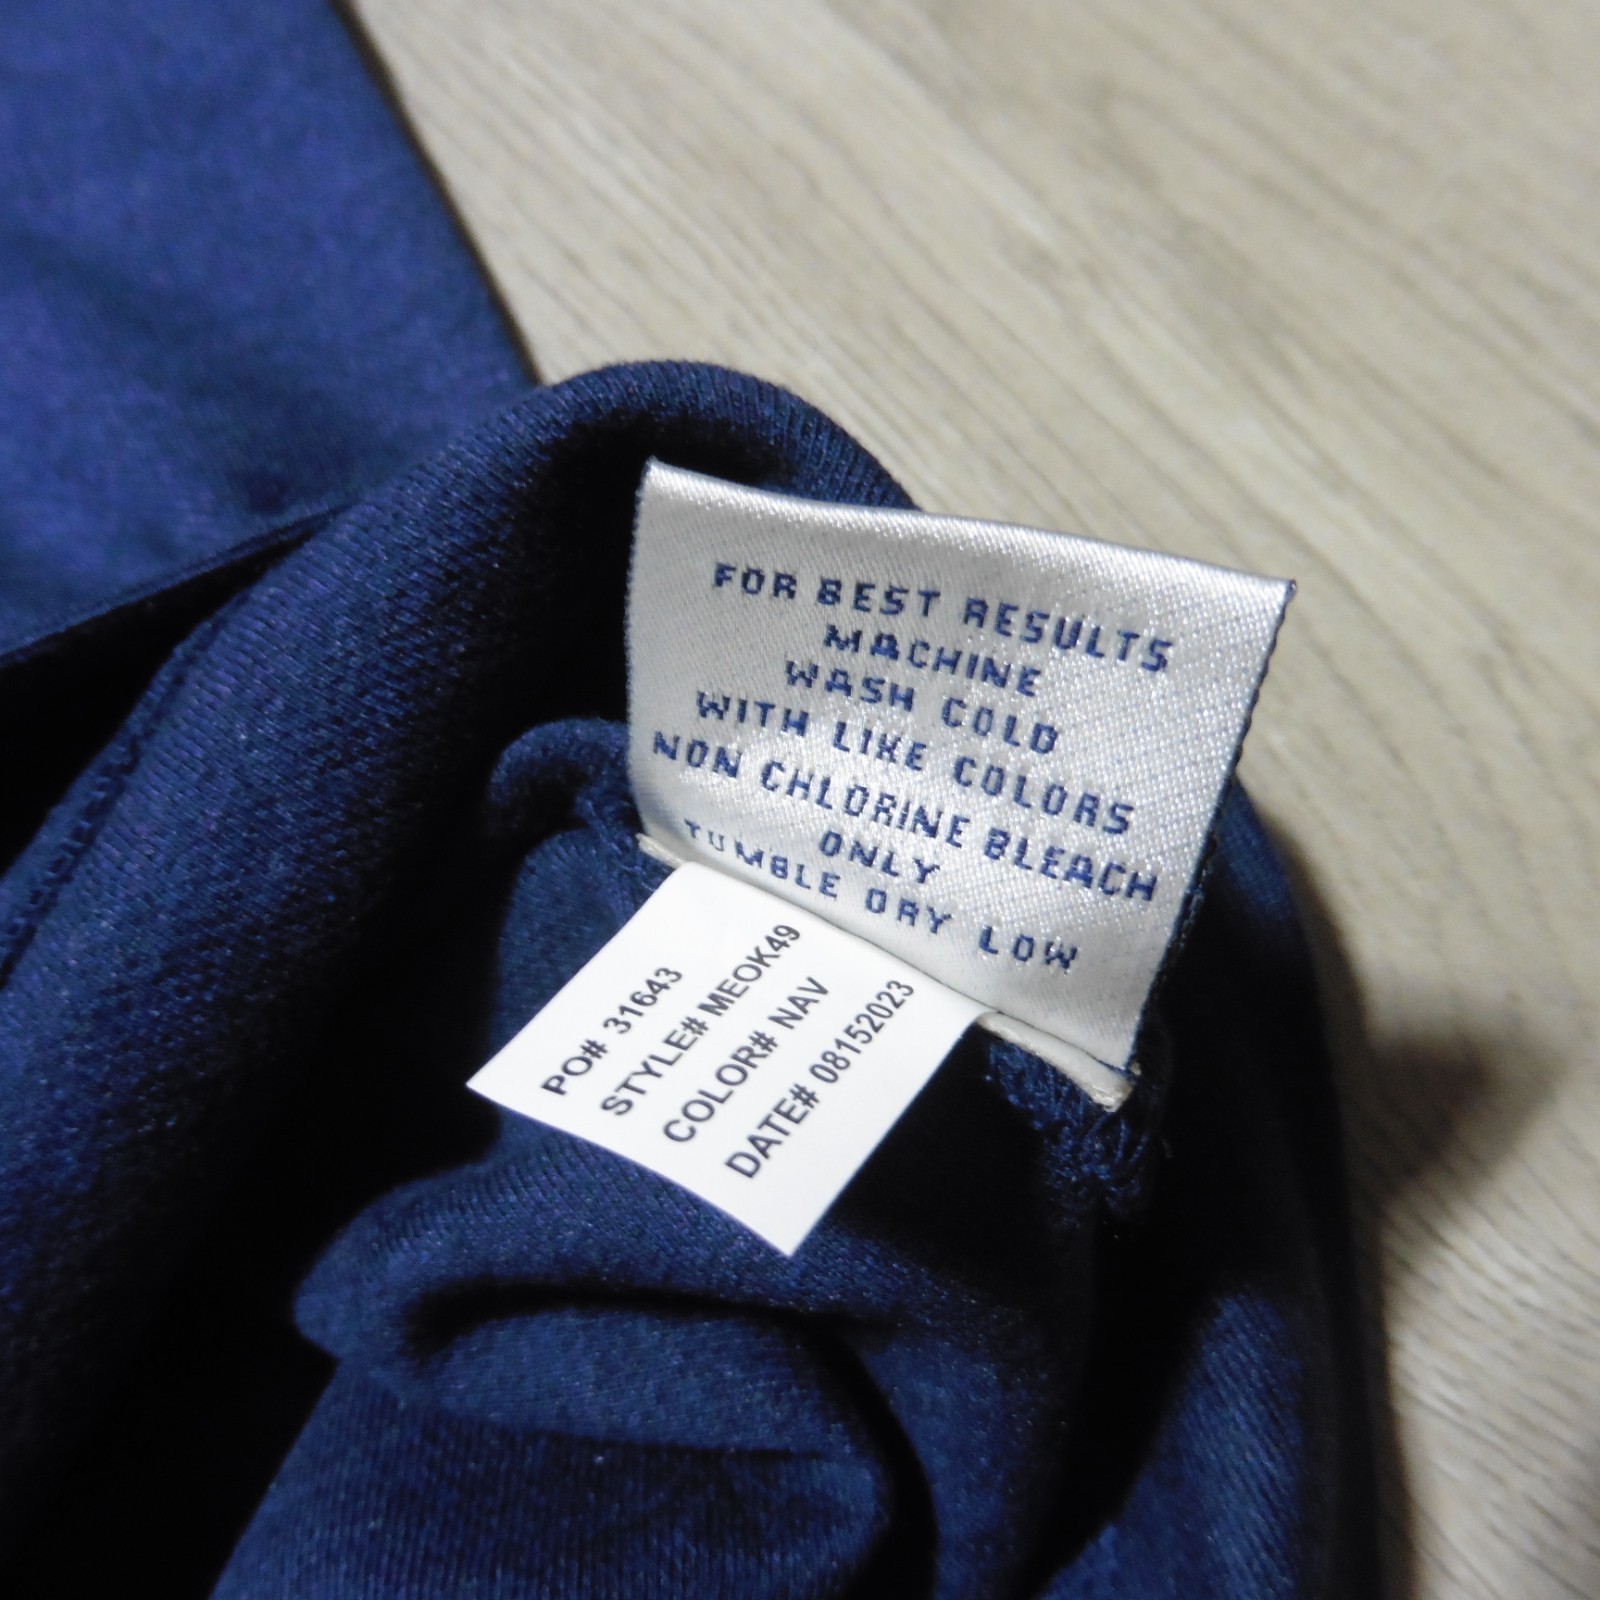 FOR BEST RESULTS
MACHINE
WASH COLD
WITH LIKE COLORS
NON CHLORINE BLEACH
ONLY
TUMBLE DRY LOW
PO# 31643
STYLE# MEOK49
COLOR# NAV
DATE# 08152023